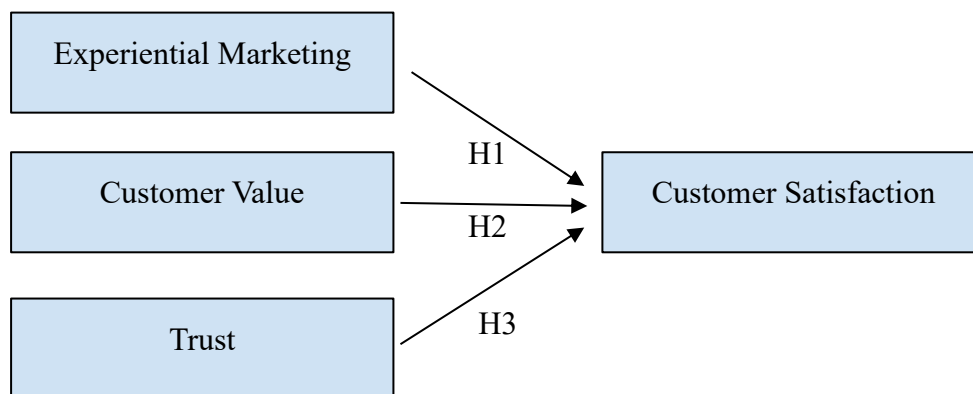 Experiential Marketing
H1
Customer Value
Customer Satisfaction
H2
H3
Trust